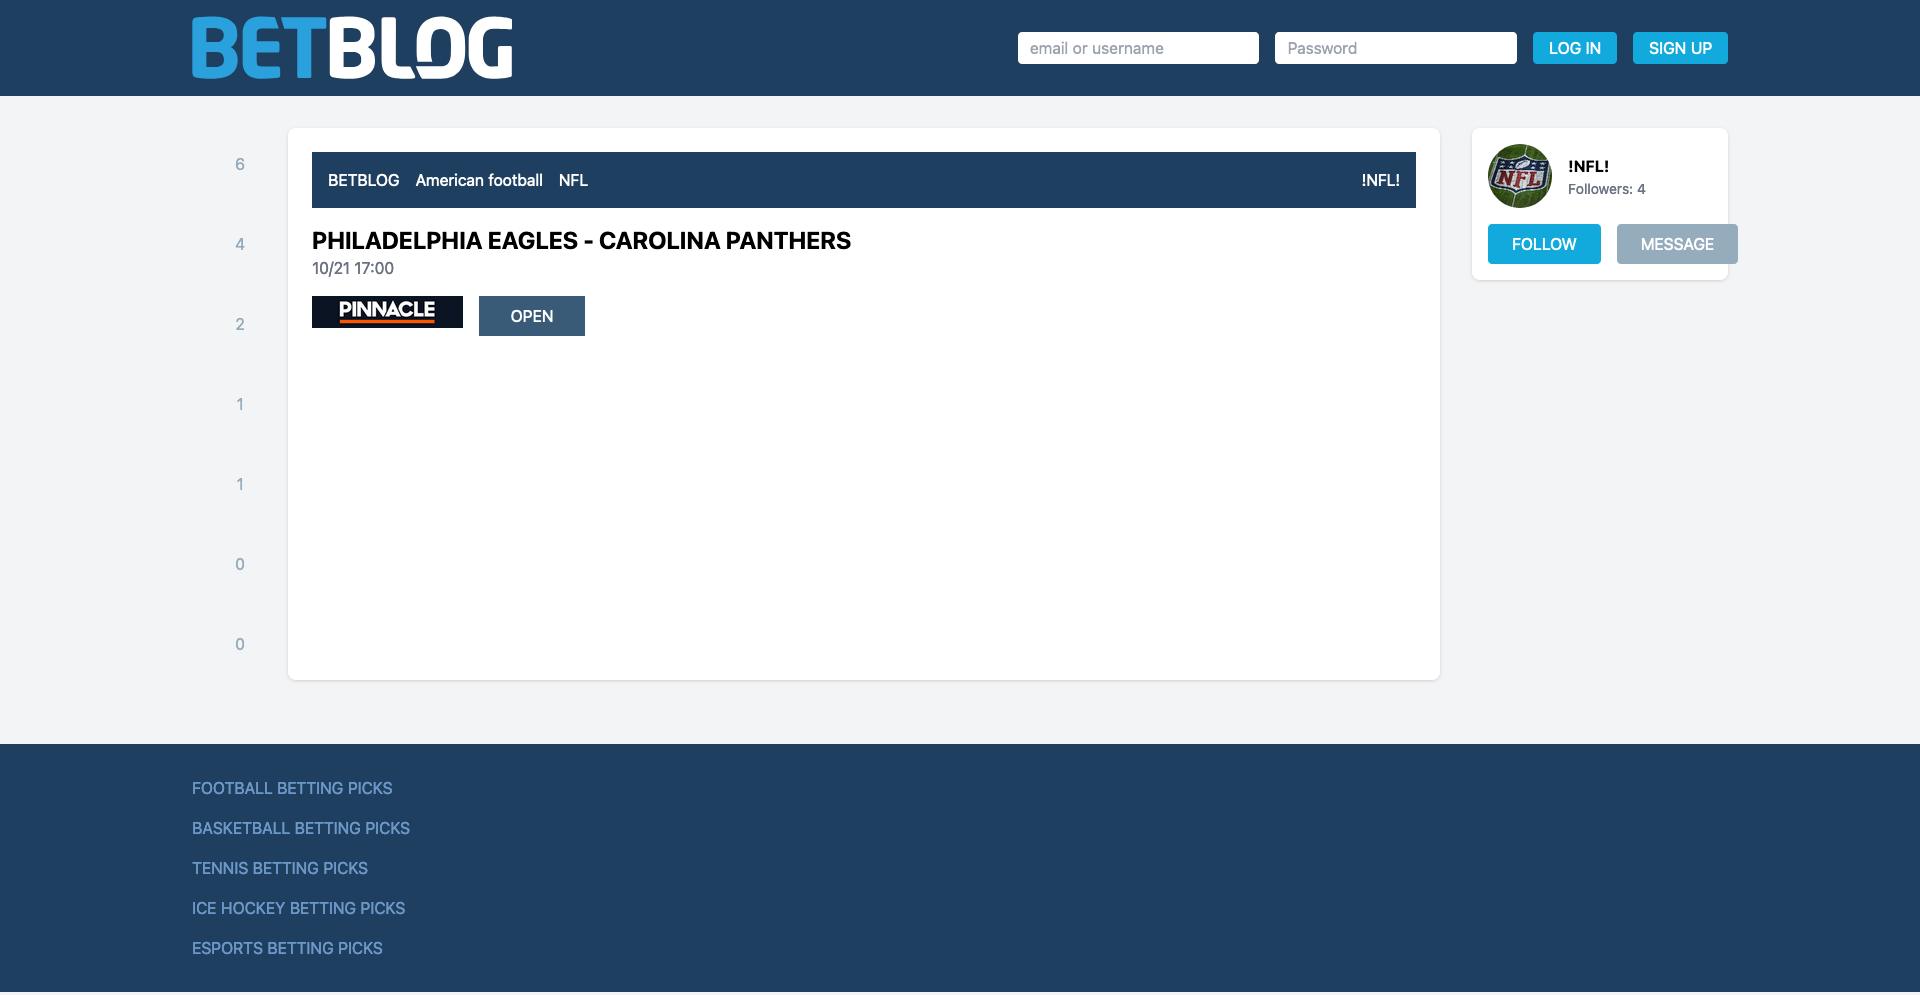 BETBLOG
email or username
Password
LOG IN
SIGN UP
6
4
2
1
1
0
0
BETBLOG American football NFL
!NFL!
PHILADELPHIA EAGLES - CAROLINA PANTHERS
10/21 17:00
PINNACLE
OPEN
NFL
!NFL!
Followers: 4
FOLLOW
MESSAGE
FOOTBALL BETTING PICKS
BASKETBALL BETTING PICKS
TENNIS BETTING PICKS
ICE HOCKEY BETTING PICKS
ESPORTS BETTING PICKS